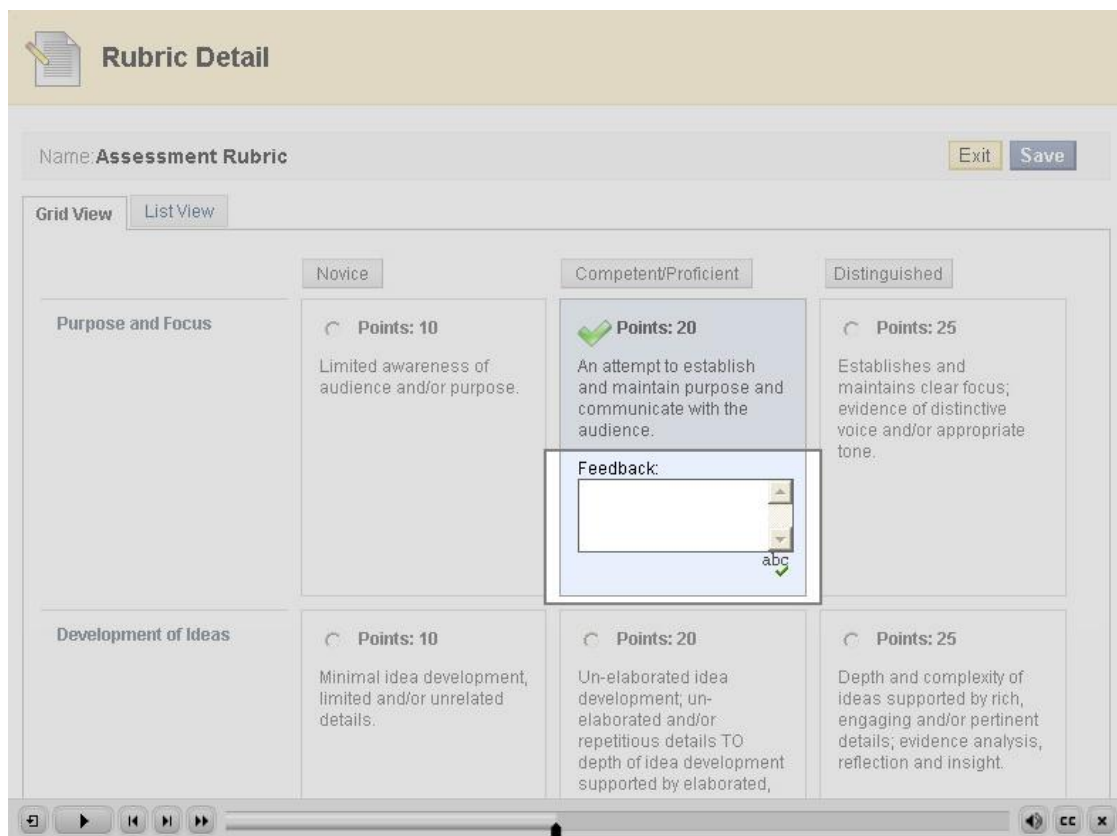 Rubric Detail
Name:Assessment Rubric
Exit
Save
Grid View
List View
Novice
Competent/Proficient
Distinguished
Purpose and Focus
Points: 10
Limited awareness of
audience and/or purpose.
Points: 20
An attempt to establish
and maintain purpose and
communicate with the
audience.
Feedback:
abc
Points: 25
Establishes and
maintains clear focus;
evidence of distinctive
voice and/or appropriate
tone.
Development of Ideas
Points: 10
Minimal idea development,
limited and/or unrelated
details.
Points: 20
Un-elaborated idea
development; un-
elaborated and/or
repetitious details TO
depth of idea development
supported by elaborated,
Points: 25
Depth and complexity of
ideas supported by rich,
engaging and/or pertinent
details; evidence analysis,
reflection and insight.
CC